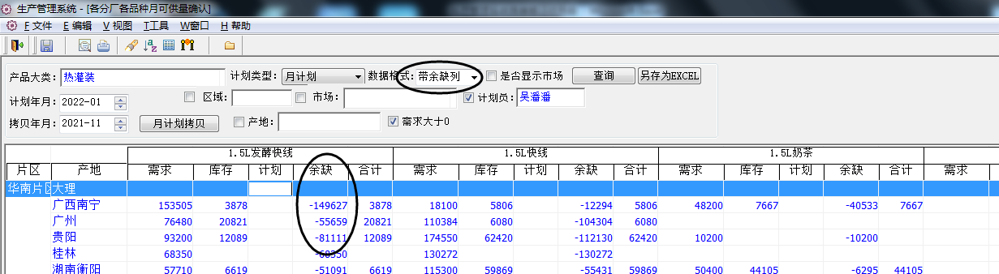 生产管理系统 - [各分厂各品种月可供量确认]
F 文件 E 编辑 V 视图 T工具 W 窗口 H 帮助
产品大类: 热灌装 计划类型: 月计划 数据格式: 带余缺列 是否显示市场 查询 另存为EXCEL
计划年月: 2022-01 区域: 市场: 计划员: 吴潘潘
拷贝年月: 2021-11 月计划拷贝 产地: 需求大于0
1.5L发酵快线 1.5L快线 1.5L奶茶
片区 产地 需求 库存 计划 余缺 合计 需求 库存 计划 余缺 合计 需求 库存 计划 余缺 合计 需求
华南片区 大理
广西南宁 153505 3878 -149627 3878 18100 5806 -12294 5806 48200 7667 -40533 7667
广州 76480 20821 -55659 20821 110384 6080 -104304 6080
贵阳 93200 12089 -81111 12089 174550 62420 -112130 62420 10200 -10200
桂林 68350 -68350 130272 -130272
湖南衡阳 57710 6619 -51091 6619 115300 59869 -55431 59869 50400 44105 -6295 44105